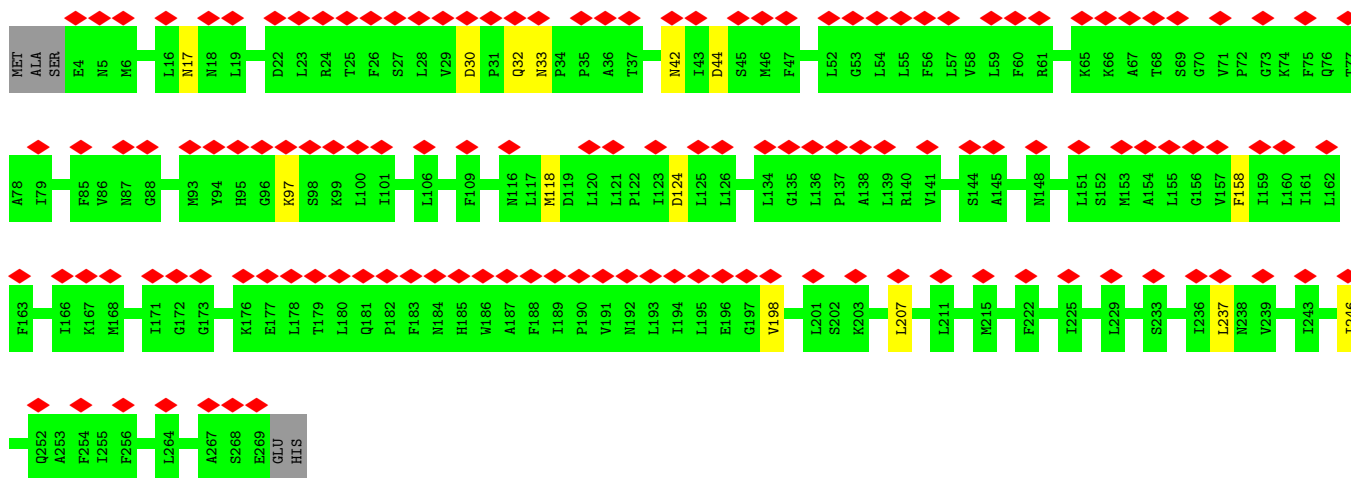 MET ALA SER E4 N5 M6 L16 N17 N18 L19 D22 L23 R24 T25 F26 S27 L28 V29 D30 P31 Q32 N33 P34 P35 A36 T37 N42 I43 D44 S45 M46 F47 L52 G53 L54 L55 F56 L57 V58 L59 F60 R61 K65 K66 A67 T68 S69 G70 V71 P72 G73 K74 F75 Q76 T77
A78 I79 F85 V86 N87 G88 M93 Y94 H95 G96 K97 S98 K99 L100 I101 L106 F109 N116 L117 M118 D119 L120 L121 P122 I123 D124 L125 L126 L134 G135 L136 P137 A138 L139 R140 V141 S144 A145 N148 L151 S152 M153 A154 L155 G156 V157 F158 I159 L160 I161 L162
F163 I166 K167 M168 I171 G172 G173 K176 E177 L178 T179 L180 Q181 P182 F183 N184 H185 W186 A187 F188 I189 P190 V191 N192 L193 I194 L195 E196 G197 V198 L201 S202 K203 L207 L211 M215 F222 I225 L229 S233 I236 L237 N238 V239 I243 I246
Q252 A253 F254 I255 F256 L264 A267 S268 E269 GLU HIS